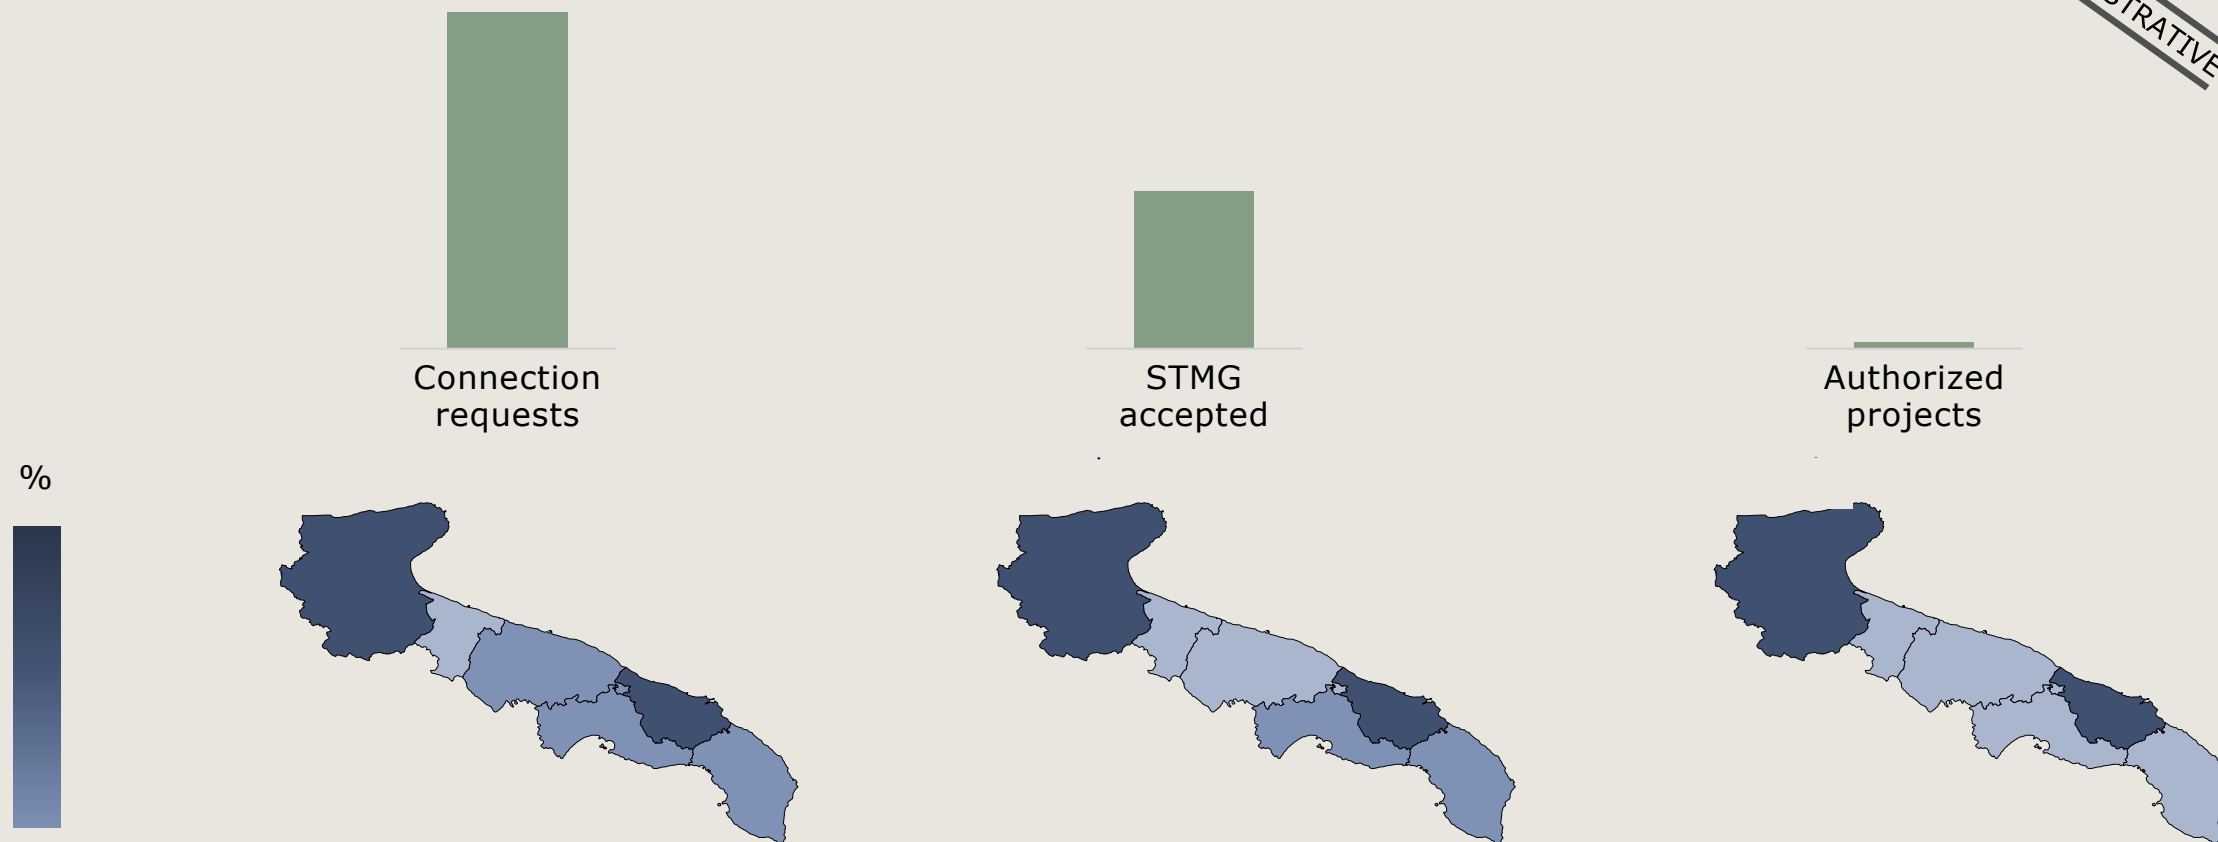 Connection
requests
STMG
accepted
Authorized
projects
%